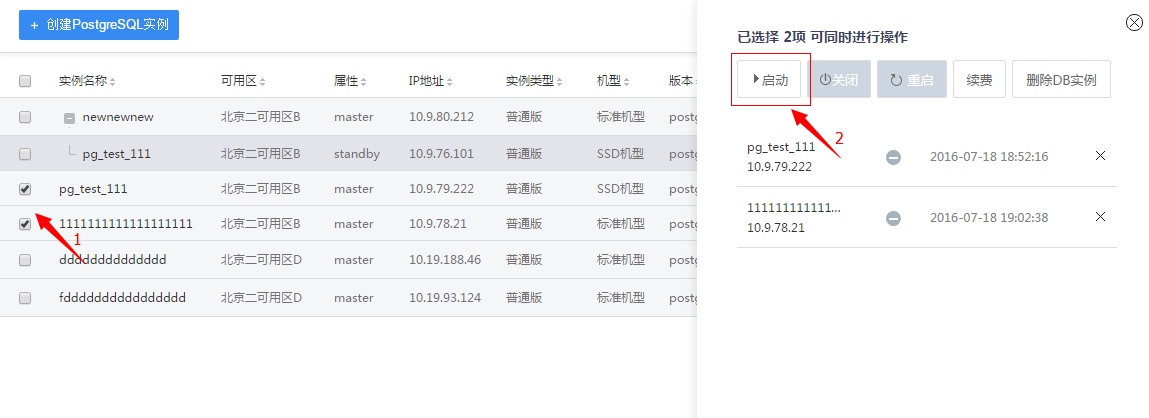 + 创建PostgreSQL实例
实例名称 可用区 属性 IP地址 实例类型 机型 版本
newnewnew 北京二可用区B master 10.9.80.212 普通版 标准机型 postg
pg_test_111 北京二可用区B standby 10.9.76.101 普通版 SSD机型 postg
pg_test_111 北京二可用区B master 10.9.79.222 普通版 SSD机型 postg
1111111111111111111 北京二可用区B master 10.9.78.21 普通版 标准机型 postg
dddddddddddddd 北京二可用区D master 10.19.188.46 普通版 标准机型 postg
fdddddddddddddddd 北京二可用区D master 10.19.93.124 普通版 标准机型 postg
1
已选择 2项 可同时进行操作
启动 关闭 重启 续费 删除DB实例
2
pg_test_111
10.9.79.222
2016-07-18 18:52:16
111111111111...
10.9.78.21
2016-07-18 19:02:38